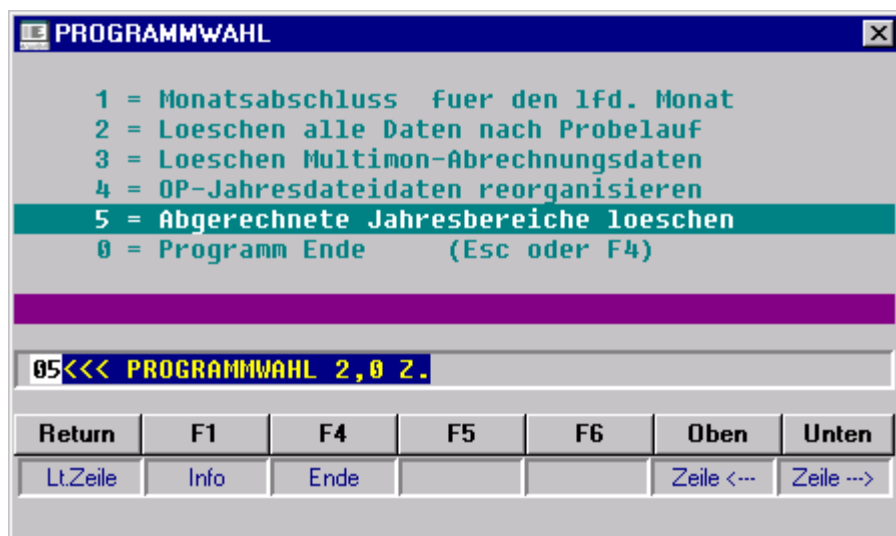 PROGRAMMWAHL
1 = Monatsabschluss  fuer den lfd. Monat
2 = Loeschen alle Daten nach Probelauf
3 = Loeschen Multimon-Abrechnungsdaten
4 = OP-Jahresdateidaten reorganisieren
5 = Abgerechnete Jahresbereiche loeschen
0 = Programm Ende     (Esc oder F4)
05<<< PROGRAMMWAHL 2,0 Z.
Return F1 F4 F5 F6 Oben Unten
Lt.Zeile Info Ende Zeile <--- Zeile --->